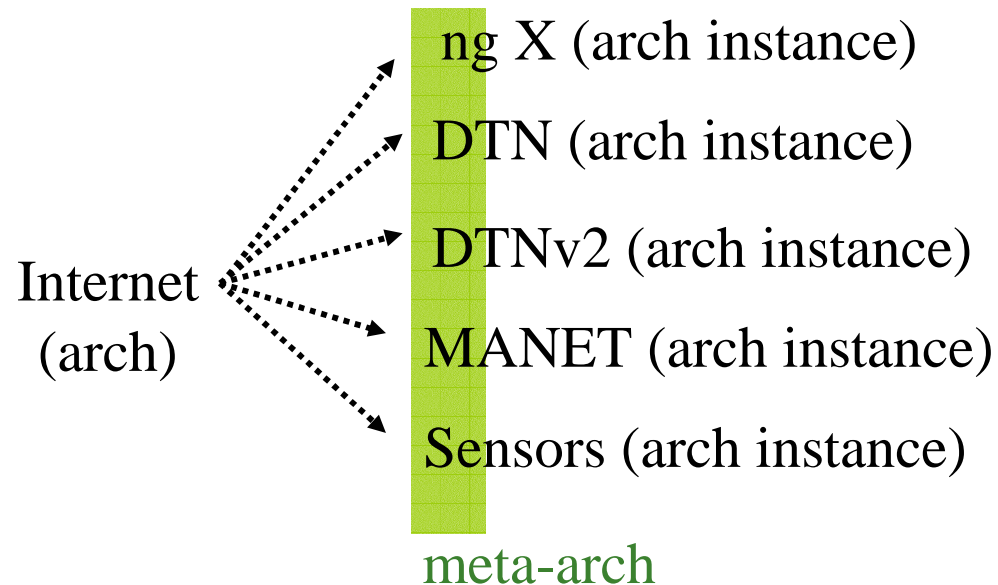 ng X (arch instance)
DTN (arch instance)
DTNv2 (arch instance)
Internet
(arch)
MANET (arch instance)
Sensors (arch instance)
meta-arch